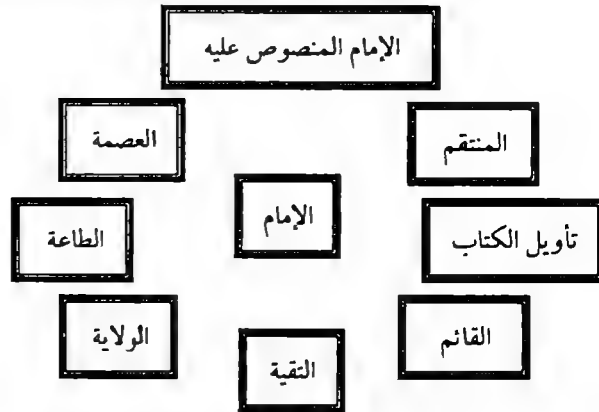 الإمام المنصوص عليه
المنتقم
العصمة
الإمام
تأويل الكتاب
الطاعة
القائم
الولاية
التقية